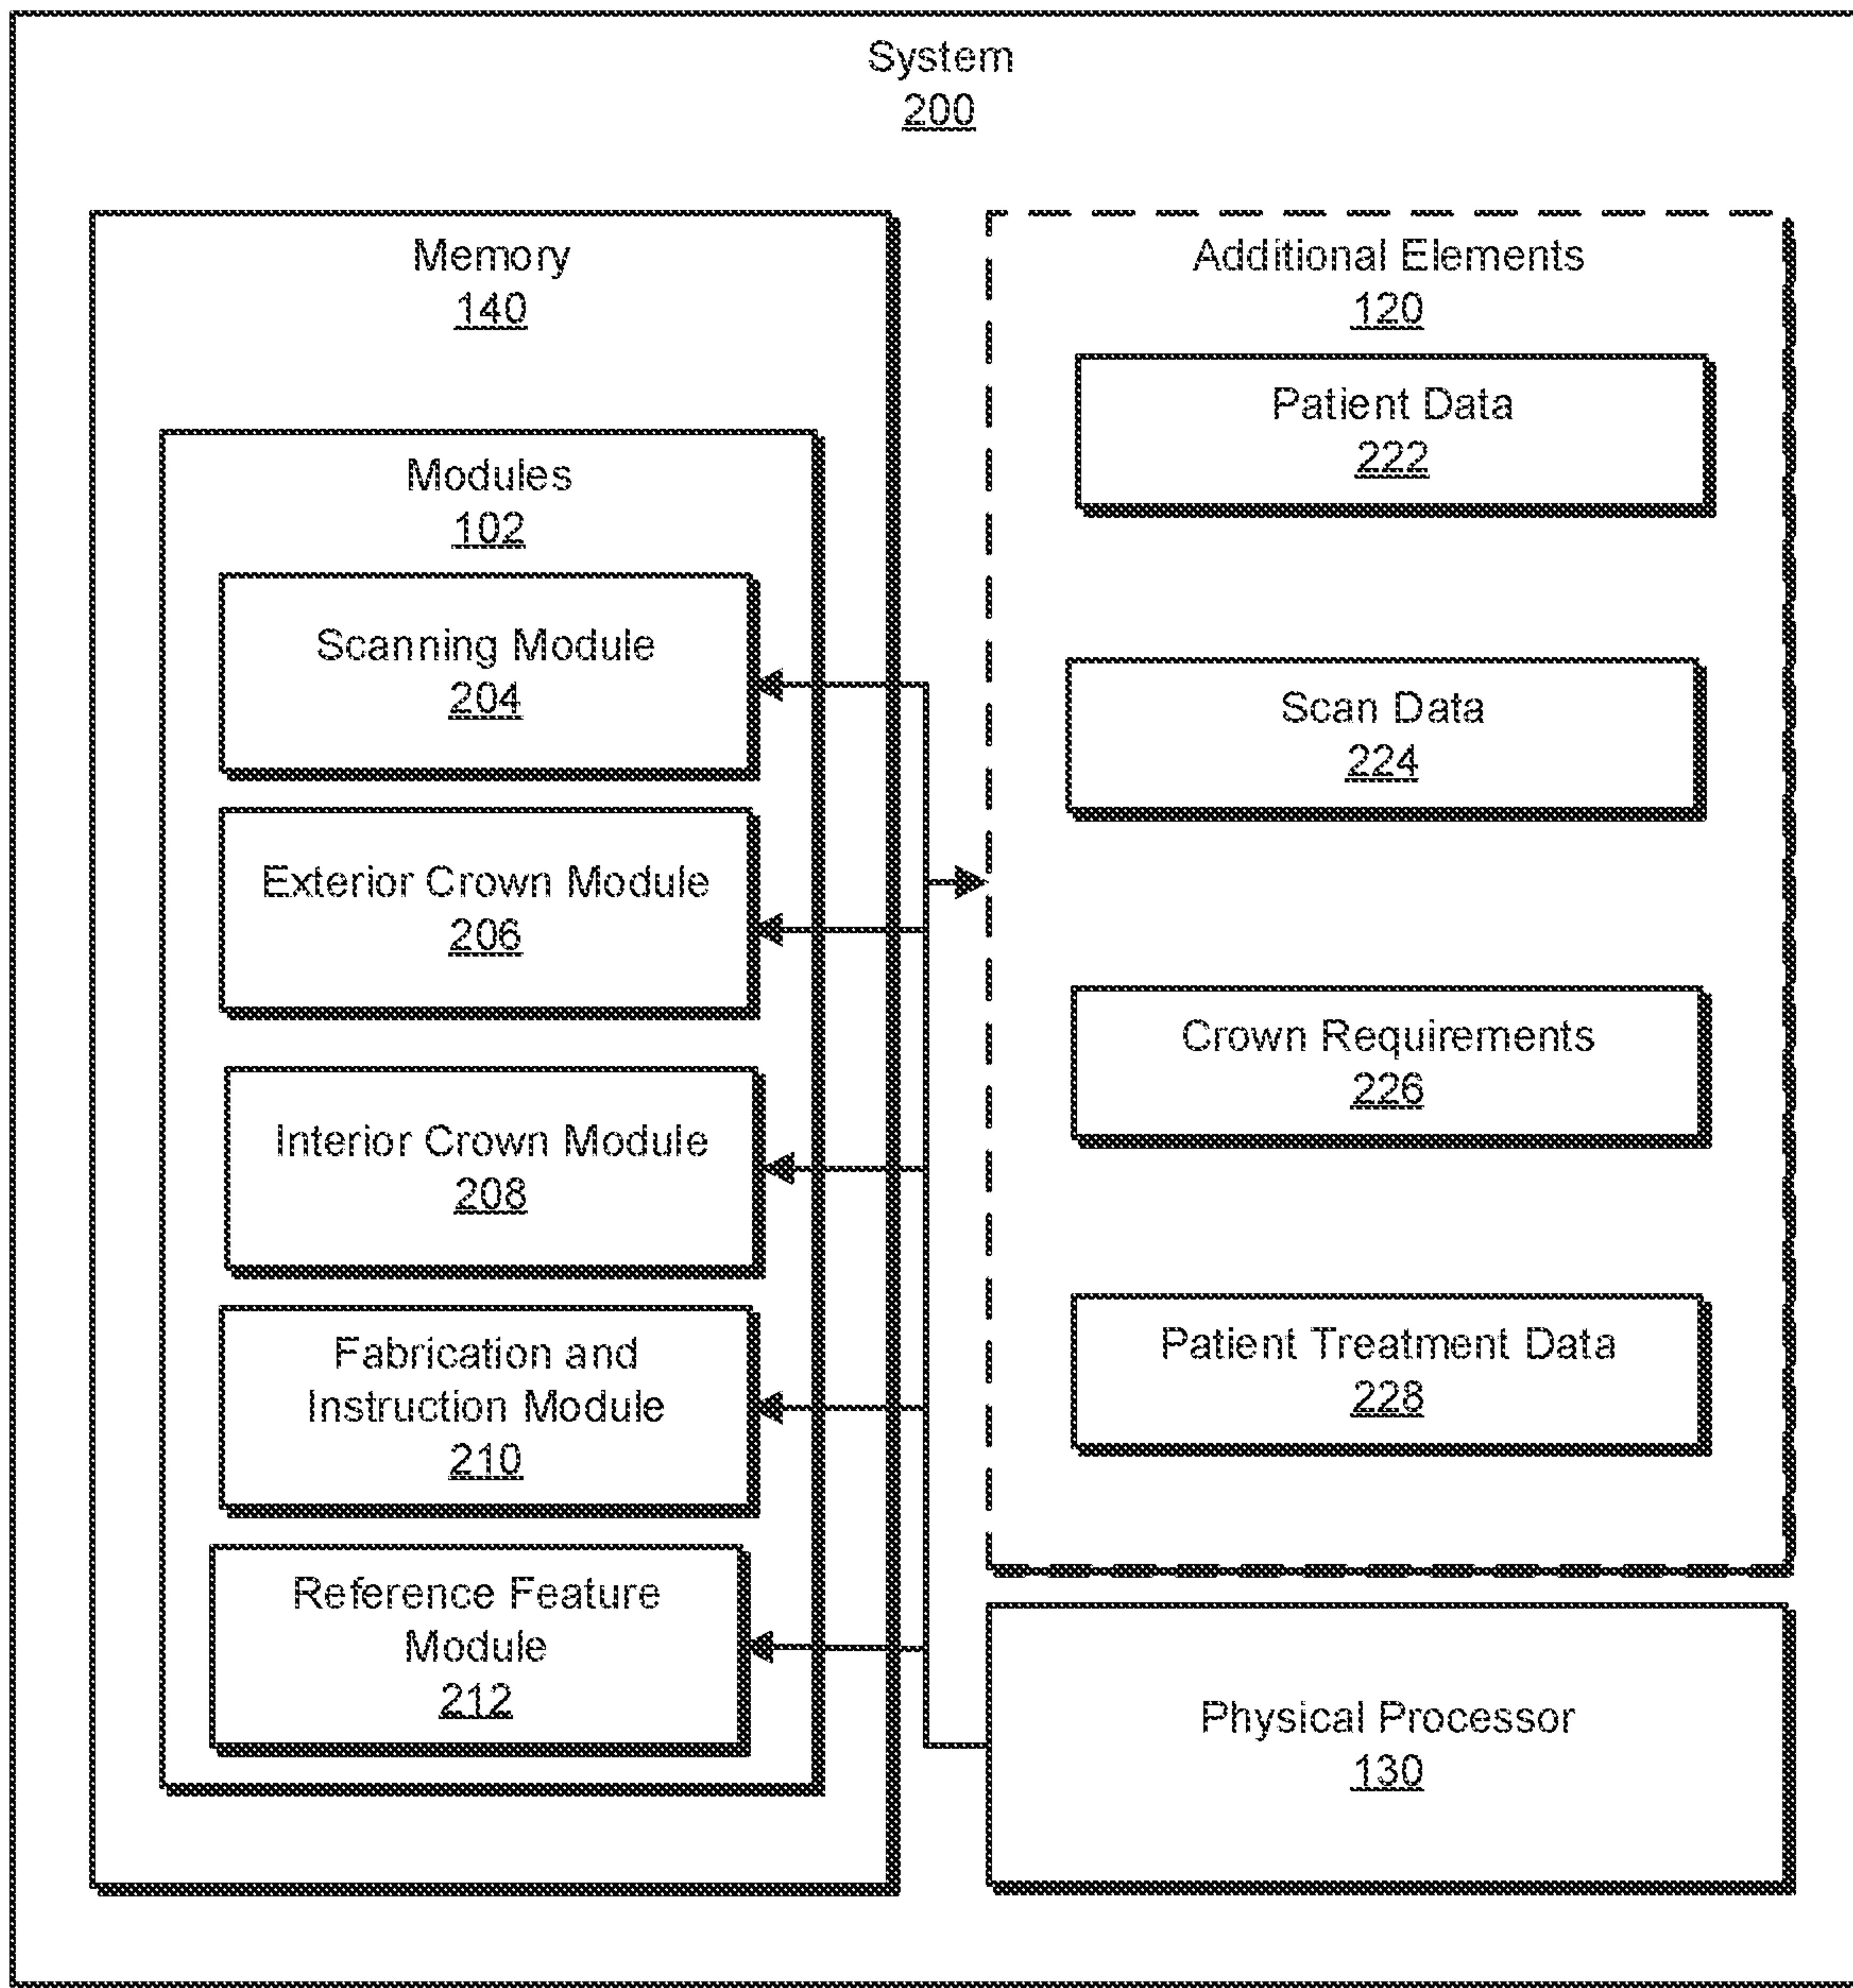 System
200
Memory
140
Modules
102
Scanning Module
204
Exterior Crown Module
206
Interior Crown Module
208
Fabrication and
Instruction Module
210
Reference Feature
Module
212
Additional Elements
120
Patient Data
222
Scan Data
224
Crown Requirements
226
Patient Treatment Data
228
Physical Processor
130